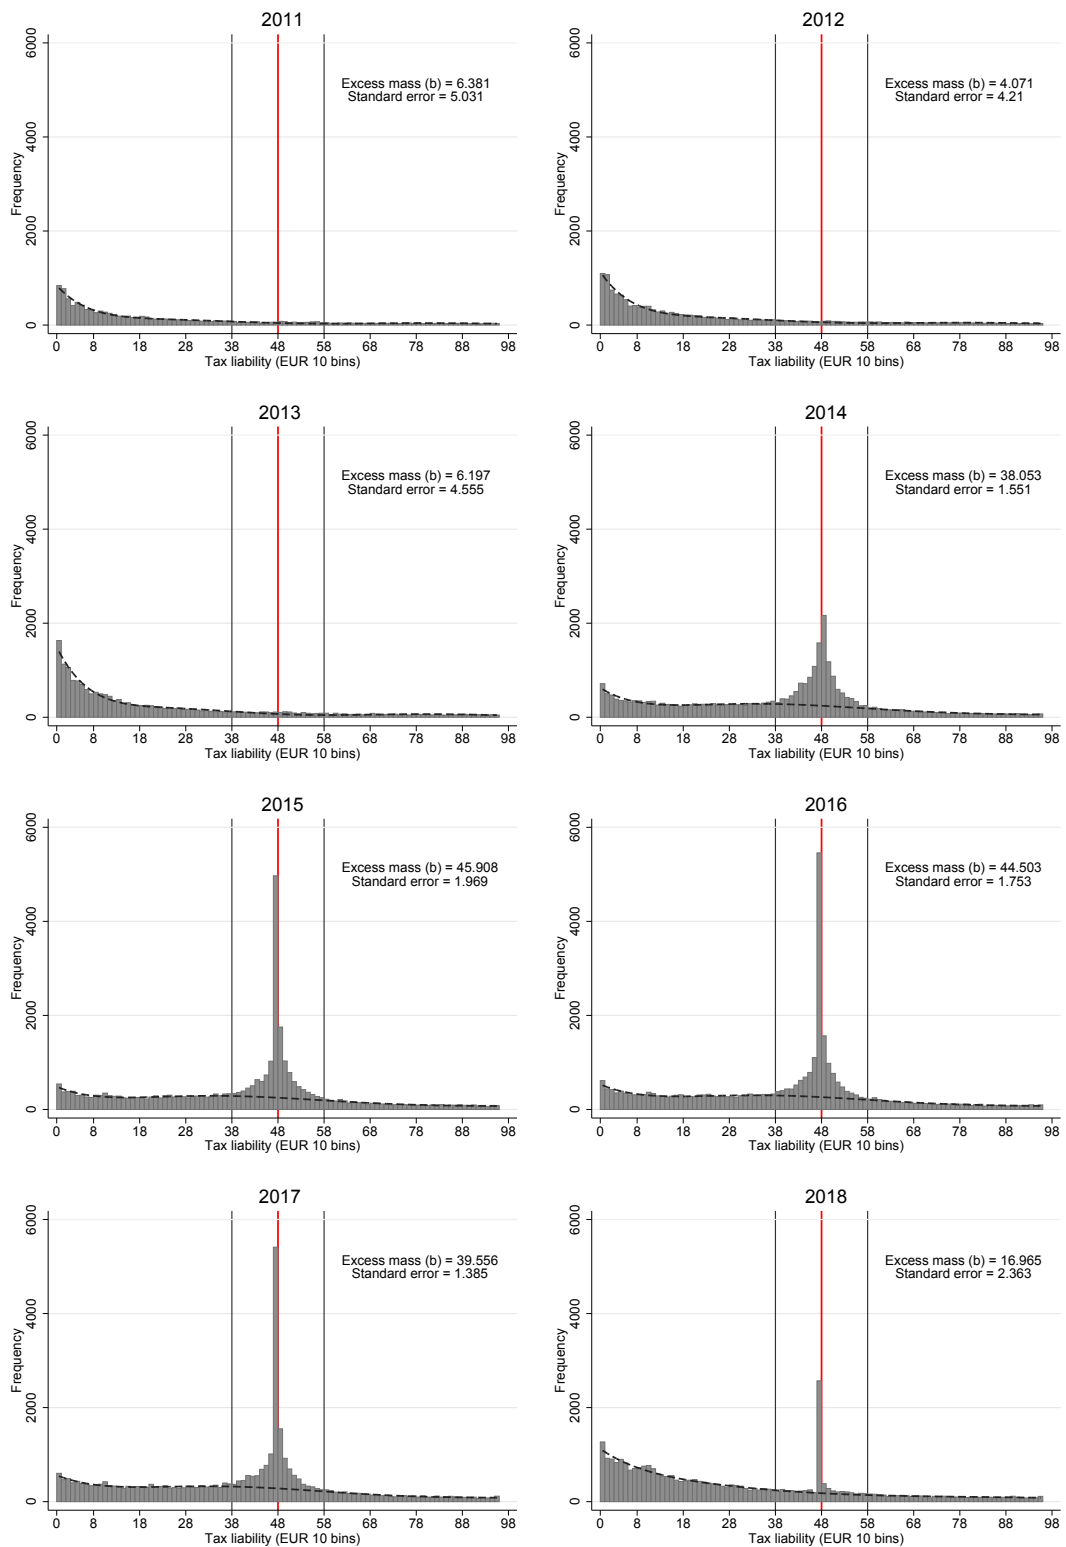 2011
Excess mass (b) = 6.381
Standard error = 5.031
Frequency
0 2000 4000 6000
0 8 18 28 38 48 58 68 78 88 98
Tax liability (EUR 10 bins)
2012
Excess mass (b) = 4.071
Standard error = 4.21
Frequency
0 2000 4000 6000
0 8 18 28 38 48 58 68 78 88 98
Tax liability (EUR 10 bins)
2013
Excess mass (b) = 6.197
Standard error = 4.555
Frequency
0 2000 4000 6000
0 8 18 28 38 48 58 68 78 88 98
Tax liability (EUR 10 bins)
2014
Excess mass (b) = 38.053
Standard error = 1.551
Frequency
0 2000 4000 6000
0 8 18 28 38 48 58 68 78 88 98
Tax liability (EUR 10 bins)
2015
Excess mass (b) = 45.908
Standard error = 1.969
Frequency
0 2000 4000 6000
0 8 18 28 38 48 58 68 78 88 98
Tax liability (EUR 10 bins)
2016
Excess mass (b) = 44.503
Standard error = 1.753
Frequency
0 2000 4000 6000
0 8 18 28 38 48 58 68 78 88 98
Tax liability (EUR 10 bins)
2017
Excess mass (b) = 39.556
Standard error = 1.385
Frequency
0 2000 4000 6000
0 8 18 28 38 48 58 68 78 88 98
Tax liability (EUR 10 bins)
2018
Excess mass (b) = 16.965
Standard error = 2.363
Frequency
0 2000 4000 6000
0 8 18 28 38 48 58 68 78 88 98
Tax liability (EUR 10 bins)